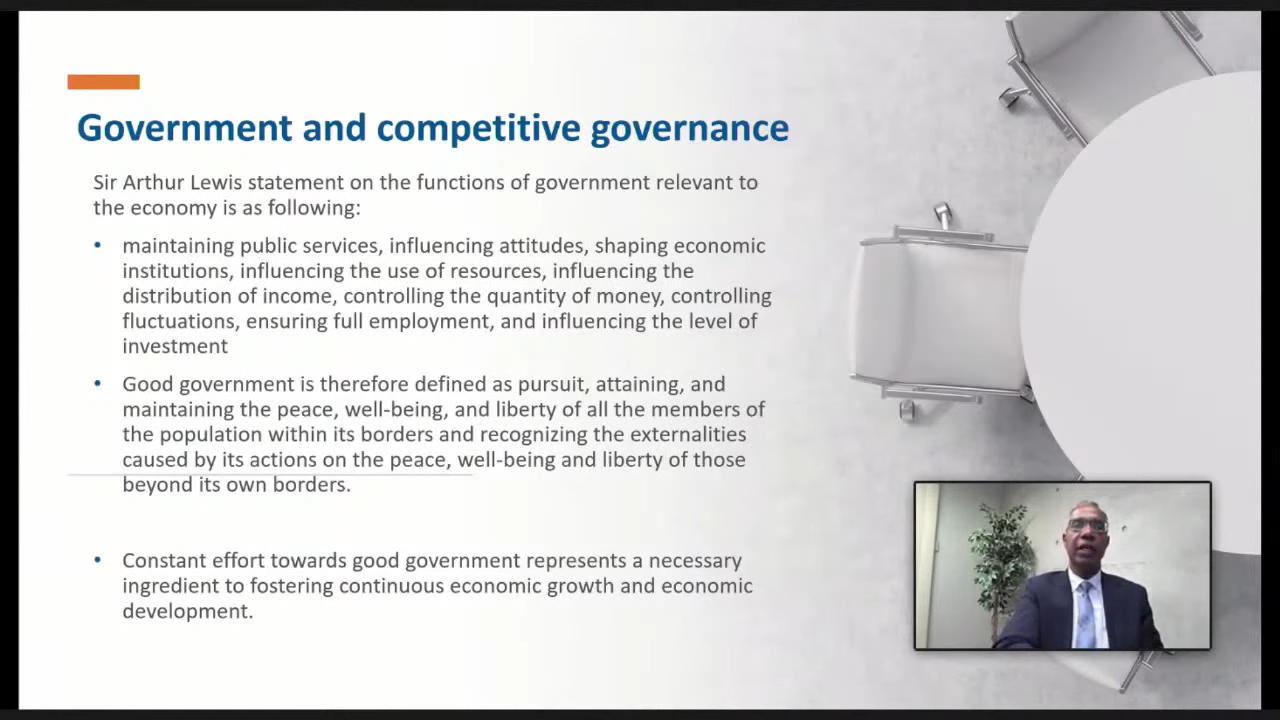 Government and competitive governance
Sir Arthur Lewis statement on the functions of government relevant to
the economy is as following:
• maintaining public services, influencing attitudes, shaping economic
institutions, influencing the use of resources, influencing the
distribution of income, controlling the quantity of money, controlling
fluctuations, ensuring full employment, and influencing the level of
investment
• Good government is therefore defined as pursuit, attaining, and
maintaining the peace, well-being, and liberty of all the members of
the population within its borders and recognizing the externalities
caused by its actions on the peace, well-being and liberty of those
beyond its own borders.
• Constant effort towards good government represents a necessary
ingredient to fostering continuous economic growth and economic
development.